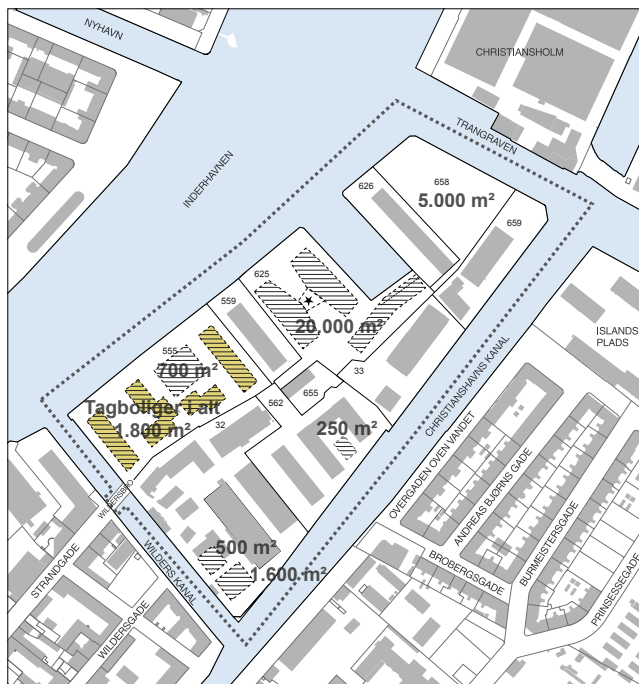 NYHAVN
CHRISTIANSHOLM
TRANGRAVEN
INDERHAVNEN
626
658
5.000 m²
659
625
559
20.000 m²
ISLANDS
PLADS
555
700 m²
33
CHRISTIANSHAVNS KANAL
562
655
Tagboliger i alt
1.800 m²
32
250 m²
OVERGADEN OVEN VANDET
ANDREAS BJØRNS GADE
WILDERSBRO
BURMEISTERSGADE
500 m²
1.600 m²
STRANDGADE
WILDERS KANAL
BROBERGSGADE
PRINSESSEGADE
WILDERSGADE